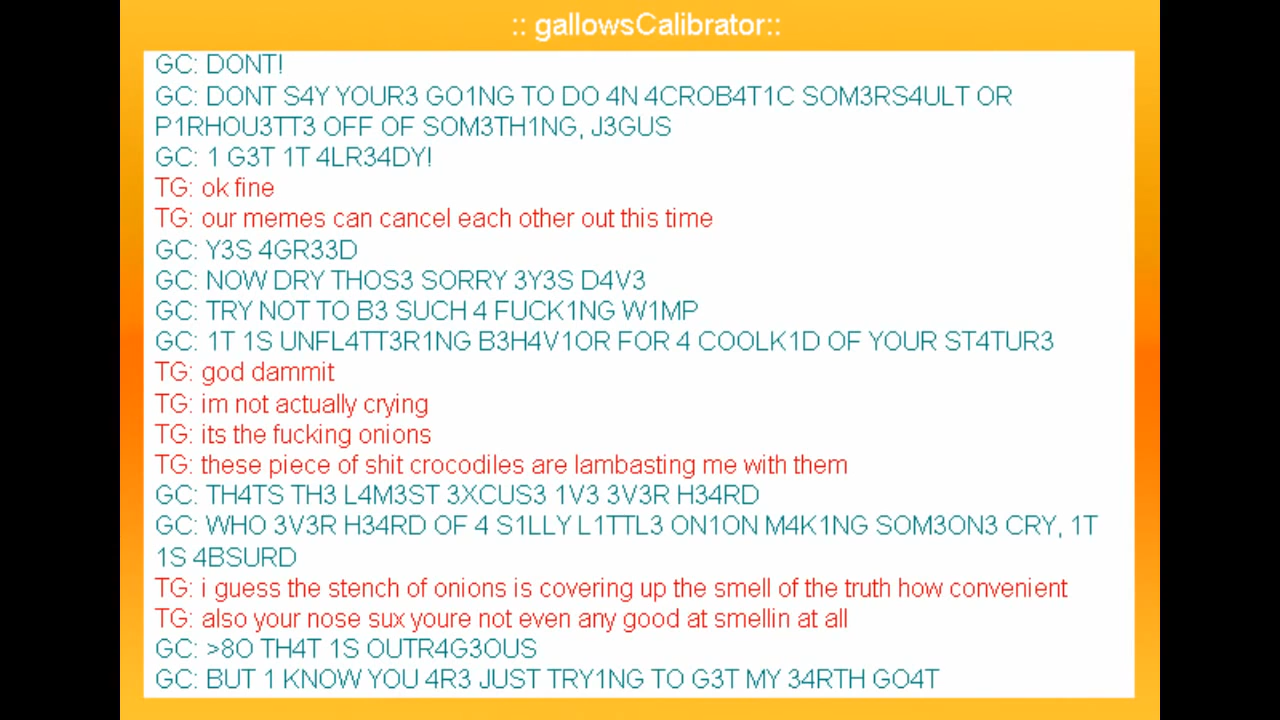 :: gallowsCalibrator::
GC: DONT!
GC: DONT S4Y YOUR3 GO1NG TO DO 4N 4CROB4T1C SOM3RS4ULT OR
P1RHOU3TT3 OFF OF SOM3TH1NG, J3GUS
GC: 1 G3T 1T 4LR34DY!
TG: ok fine
TG: our memes can cancel each other out this time
GC: Y3S 4GR33D
GC: NOW DRY THOS3 SORRY 3Y3S D4V3
GC: TRY NOT TO B3 SUCH 4 FUCK1NG W1MP
GC: 1T 1S UNFL4TT3R1NG B3H4V1OR FOR 4 COOLK1D OF YOUR ST4TUR3
TG: god dammit
TG: im not actually crying
TG: its the fucking onions
TG: these piece of shit crocodiles are lambasting me with them
GC: TH4TS TH3 L4M3ST 3XCUS3 1V3 3V3R H34RD
GC: WHO 3V3R H34RD OF 4 S1LLY L1TTL3 ON1ON M4K1NG SOM3ON3 CRY, 1T
1S 4BSURD
TG: i guess the stench of onions is covering up the smell of the truth how convenient
TG: also your nose sux youre not even any good at smellin at all
GC: >8O TH4T 1S OUTR4G3OUS
GC: BUT 1 KNOW YOU 4R3 JUST TRY1NG TO G3T MY 34RTH GO4T